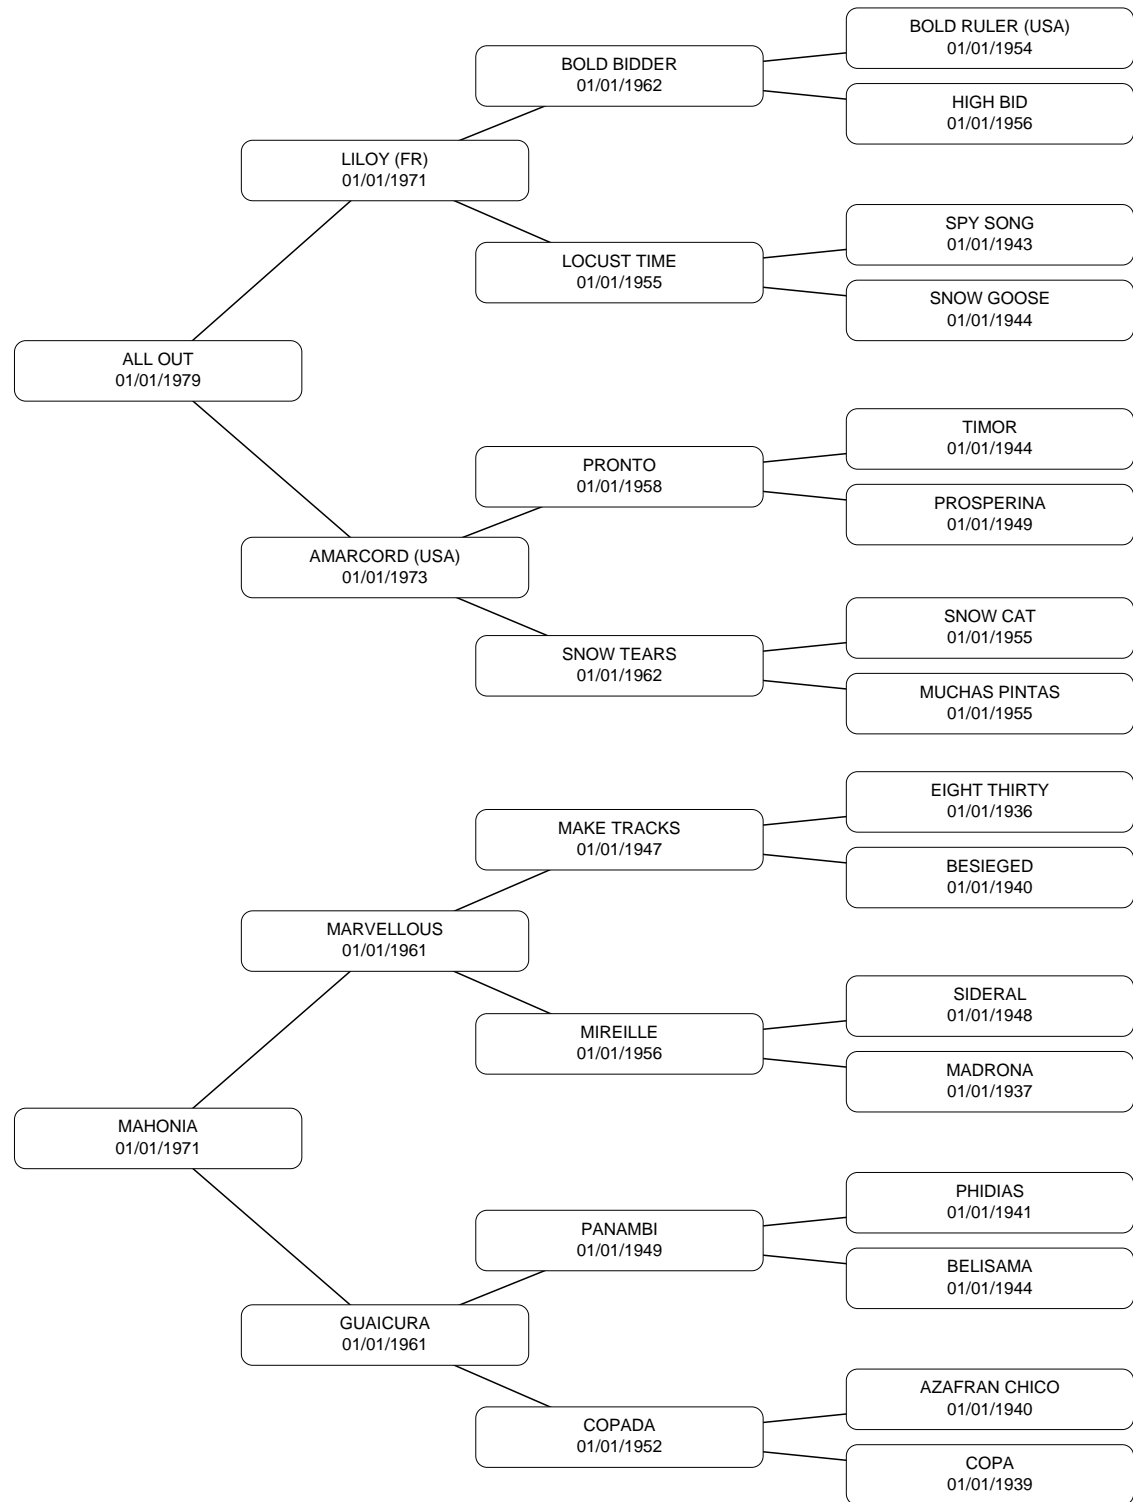 BOLD RULER (USA)
01/01/1954
BOLD BIDDER
01/01/1962
HIGH BID
01/01/1956
LILOY (FR)
01/01/1971
SPY SONG
01/01/1943
LOCUST TIME
01/01/1955
SNOW GOOSE
01/01/1944
ALL OUT
01/01/1979
TIMOR
01/01/1944
PRONTO
01/01/1958
PROSPERINA
01/01/1949
AMARCORD (USA)
01/01/1973
SNOW CAT
01/01/1955
SNOW TEARS
01/01/1962
MUCHAS PINTAS
01/01/1955
EIGHT THIRTY
01/01/1936
MAKE TRACKS
01/01/1947
BESIEGED
01/01/1940
MARVELLOUS
01/01/1961
SIDERAL
01/01/1948
MIREILLE
01/01/1956
MADRONA
01/01/1937
MAHONIA
01/01/1971
PHIDIAS
01/01/1941
PANAMBI
01/01/1949
BELISAMA
01/01/1944
GUAICURA
01/01/1961
AZAFRAN CHICO
01/01/1940
COPADA
01/01/1952
COPA
01/01/1939